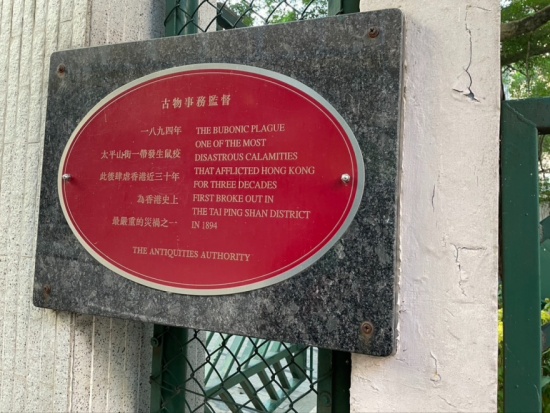 古物事務監督
一八九四年
太平山街一帶發生鼠疫
此後肆虐香港近三十年
為香港史上
最嚴重的災禍之一
THE BUBONIC PLAGUE
ONE OF THE MOST
DISASTROUS CALAMITIES
THAT AFFLICTED HONG KONG
FOR THREE DECADES
FIRST BROKE OUT IN
THE TAI PING SHAN DISTRICT
IN 1894
THE ANTIQUITIES AUTHORITY